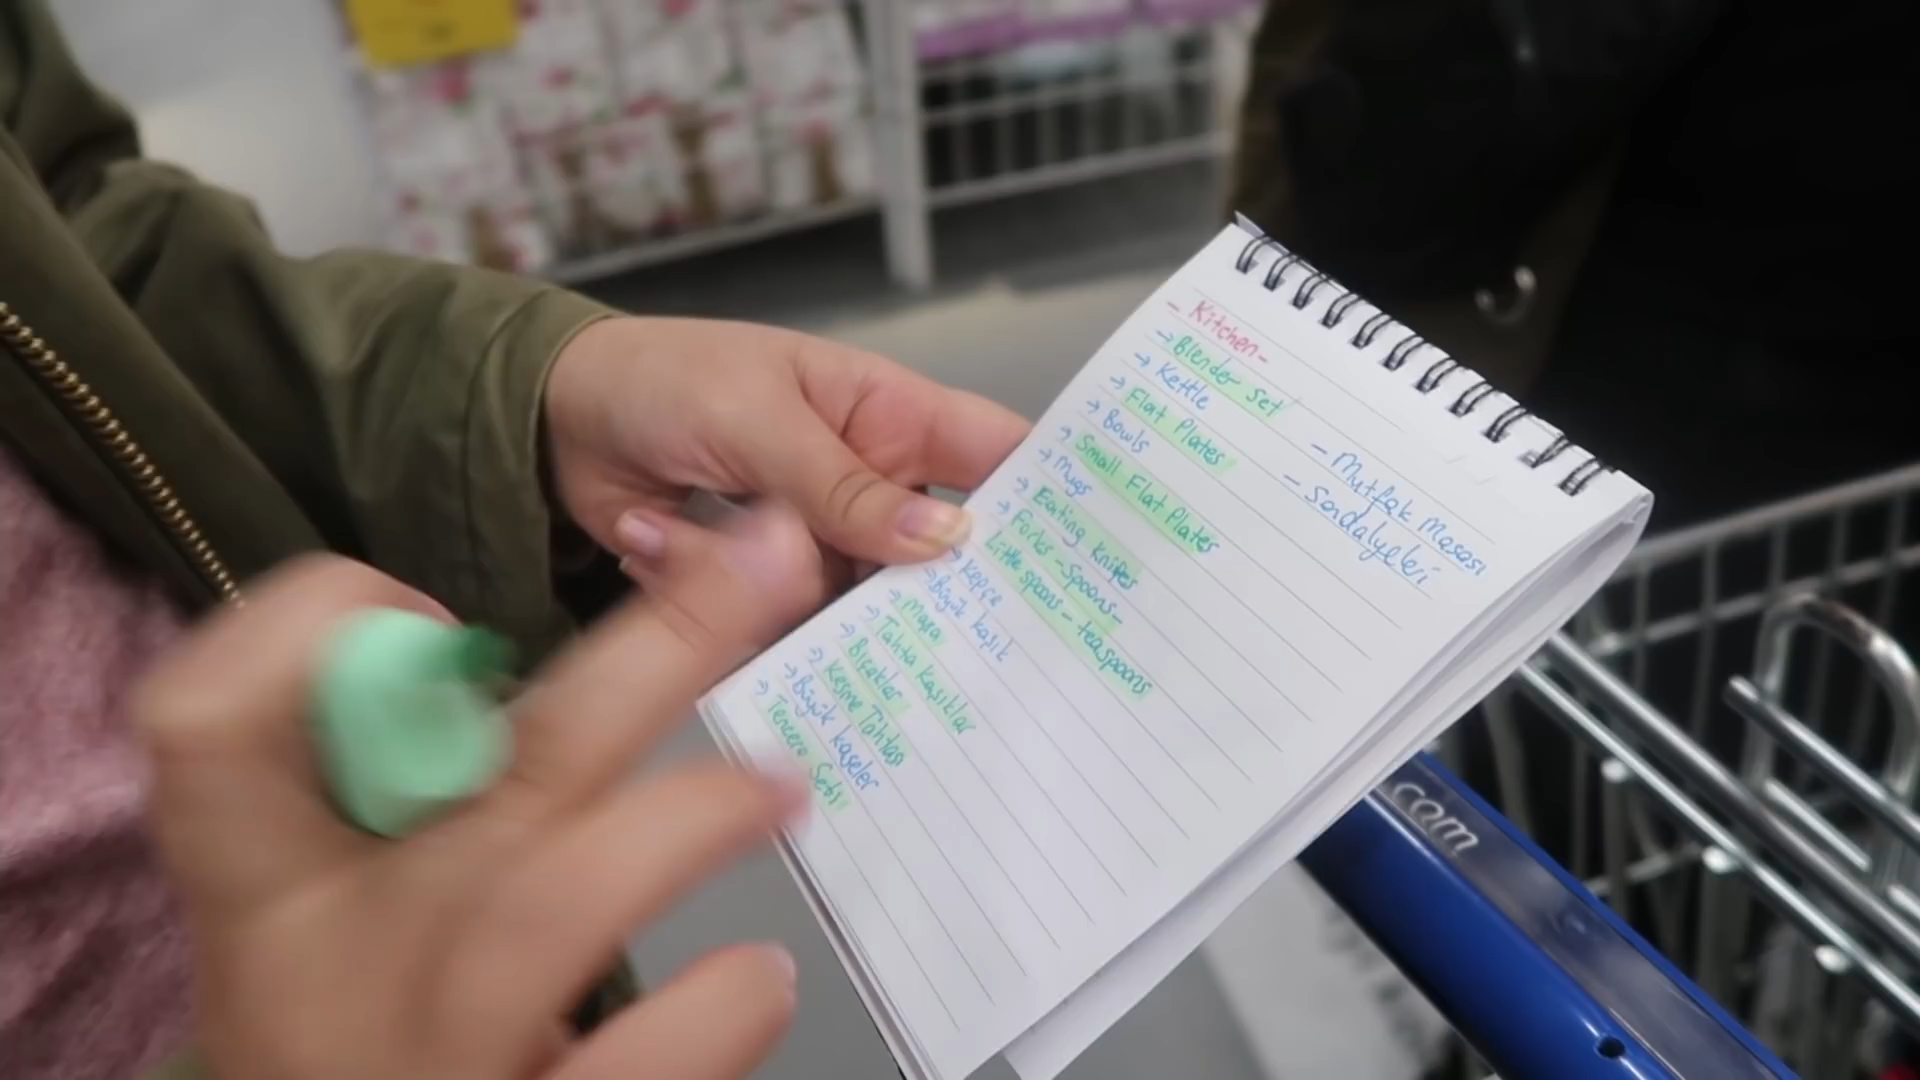 - Kitchen-
→ Blender Set
→ Kettle
→ Flat Plates
→ Bowls
→ Small Flat Plates
→ Mugs
→ Eating Knifes
→ Forks - Spoons -
Little spoons - teaspoons
→ Kepçe
→ Büyük kaşık
→ Maşa
→ Tahta Kaşıklar
→ Bıçaklar
→ Kesme Tahtası
→ Büyük kaseler
→ Tencere Seti
- Mutfak Masası
- Sandalyeleri
com